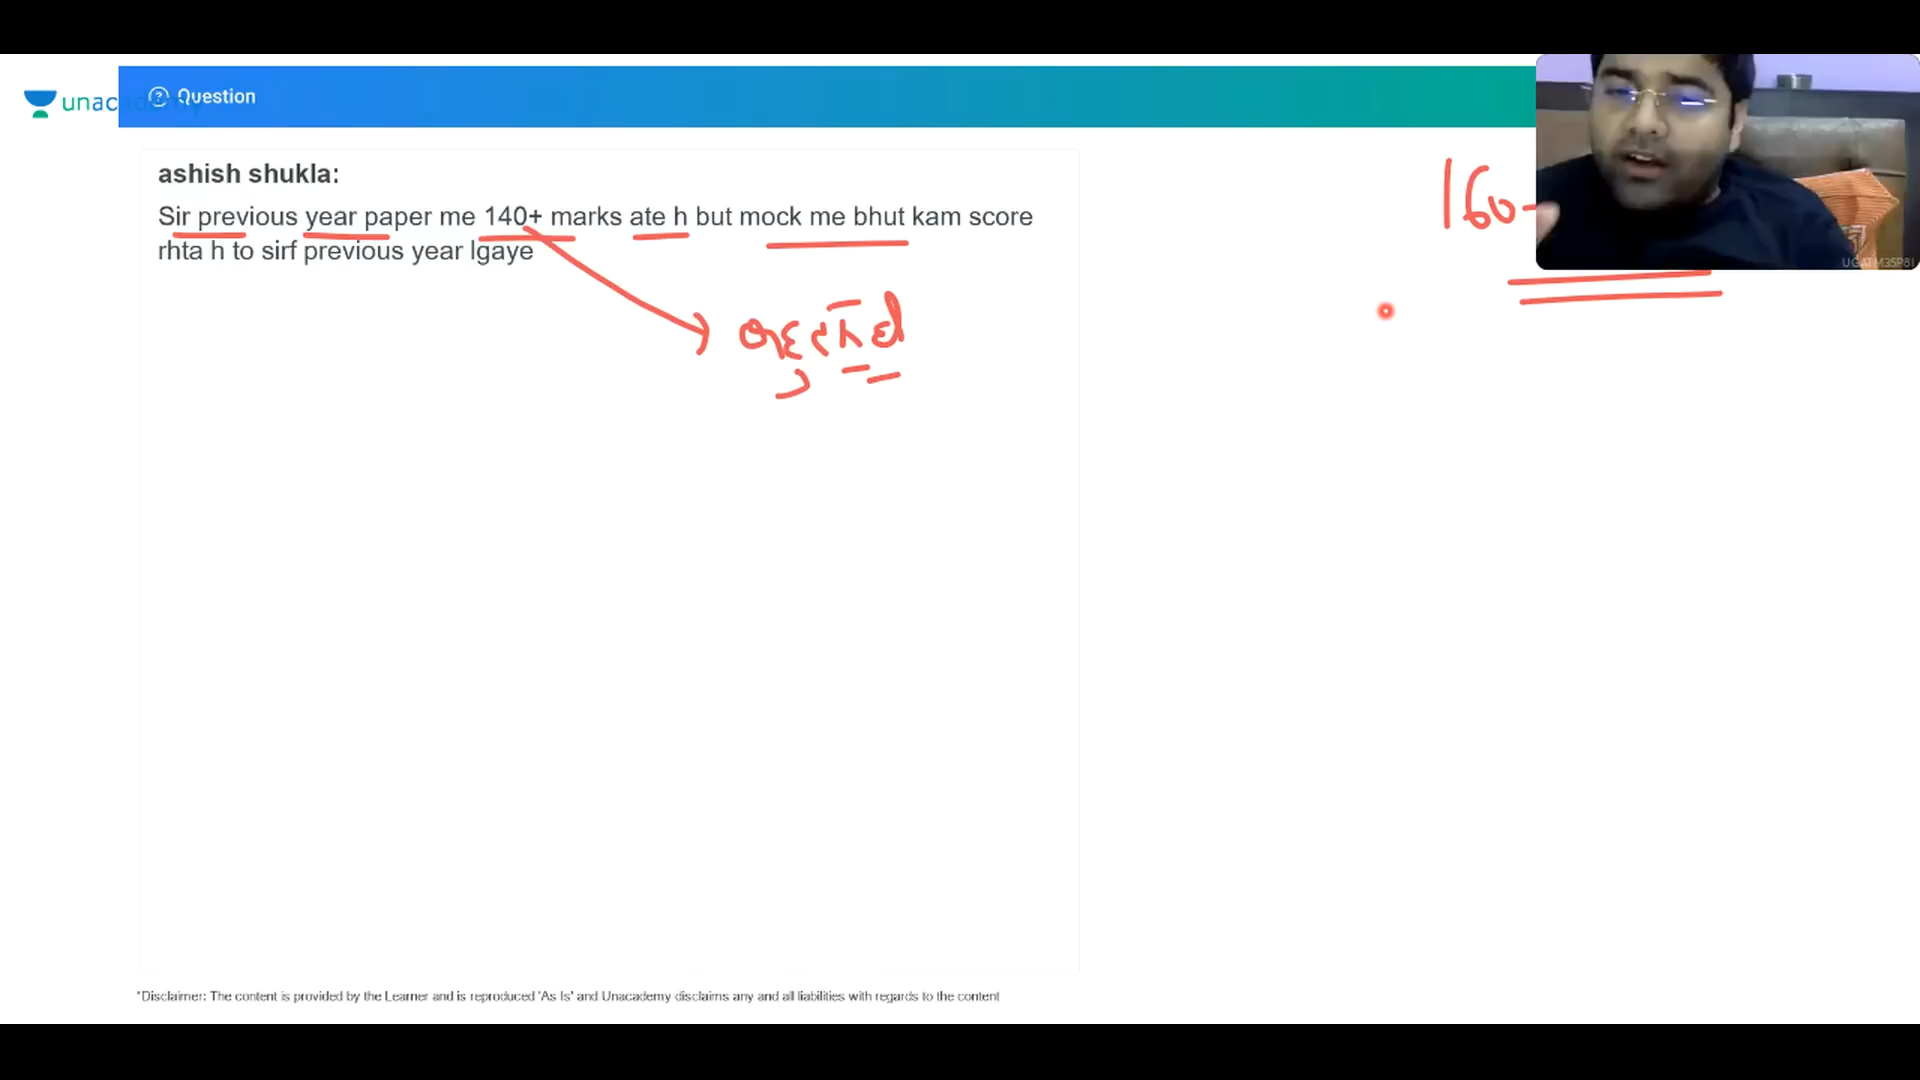 unacademy
Question
ashish shukla:
Sir previous year paper me 140+ marks ate h but mock me bhut kam score
rhta h to sirf previous year lgaye
160-
UGATM35P8I
*Disclaimer: The content is provided by the Learner and is reproduced 'As Is' and Unacademy disclaims any and all liabilities with regards to the content